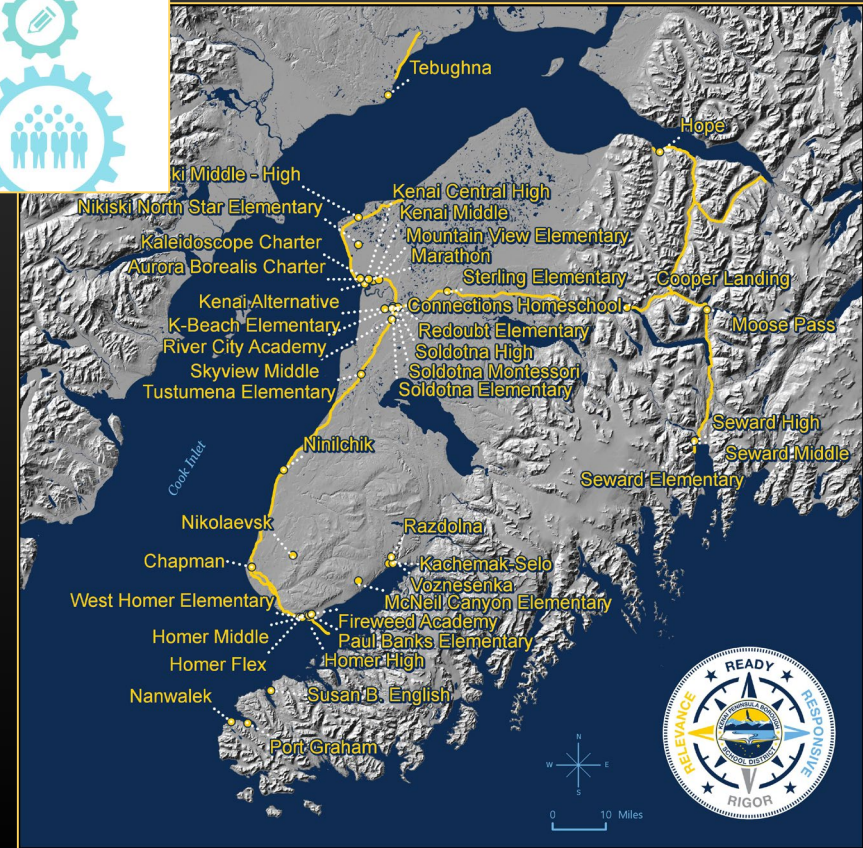 Tebughna
Hope
ki Middle - High
Kenai Central High
Nikiski North Star Elementary
Kenai Middle
Mountain View Elementary
Kaleidoscope Charter
Marathon
Aurora Borealis Charter
Sterling Elementary
Cooper Landing
Kenai Alternative
Connections Homeschool
K-Beach Elementary
Redoubt Elementary
Moose Pass
River City Academy
Soldotna High
Skyview Middle
Soldotna Montessori
Tustumena Elementary
Soldotna Elementary
Seward High
Ninilchik
Seward Middle
Cook Inlet
Seward Elementary
Nikolaevsk
Razdolna
Chapman
Kachemak-Selo
Voznesenka
West Homer Elementary
McNeil Canyon Elementary
Fireweed Academy
Homer Middle
Paul Banks Elementary
Homer Flex
Homer High
Nanwalek
Susan B. English
Port Graham
N
W
E
S
0 10 Miles
READY
RELEVANCE
RESPONSIVE
RIGOR
KENAI PENINSULA BOROUGH
SCHOOL DISTRICT